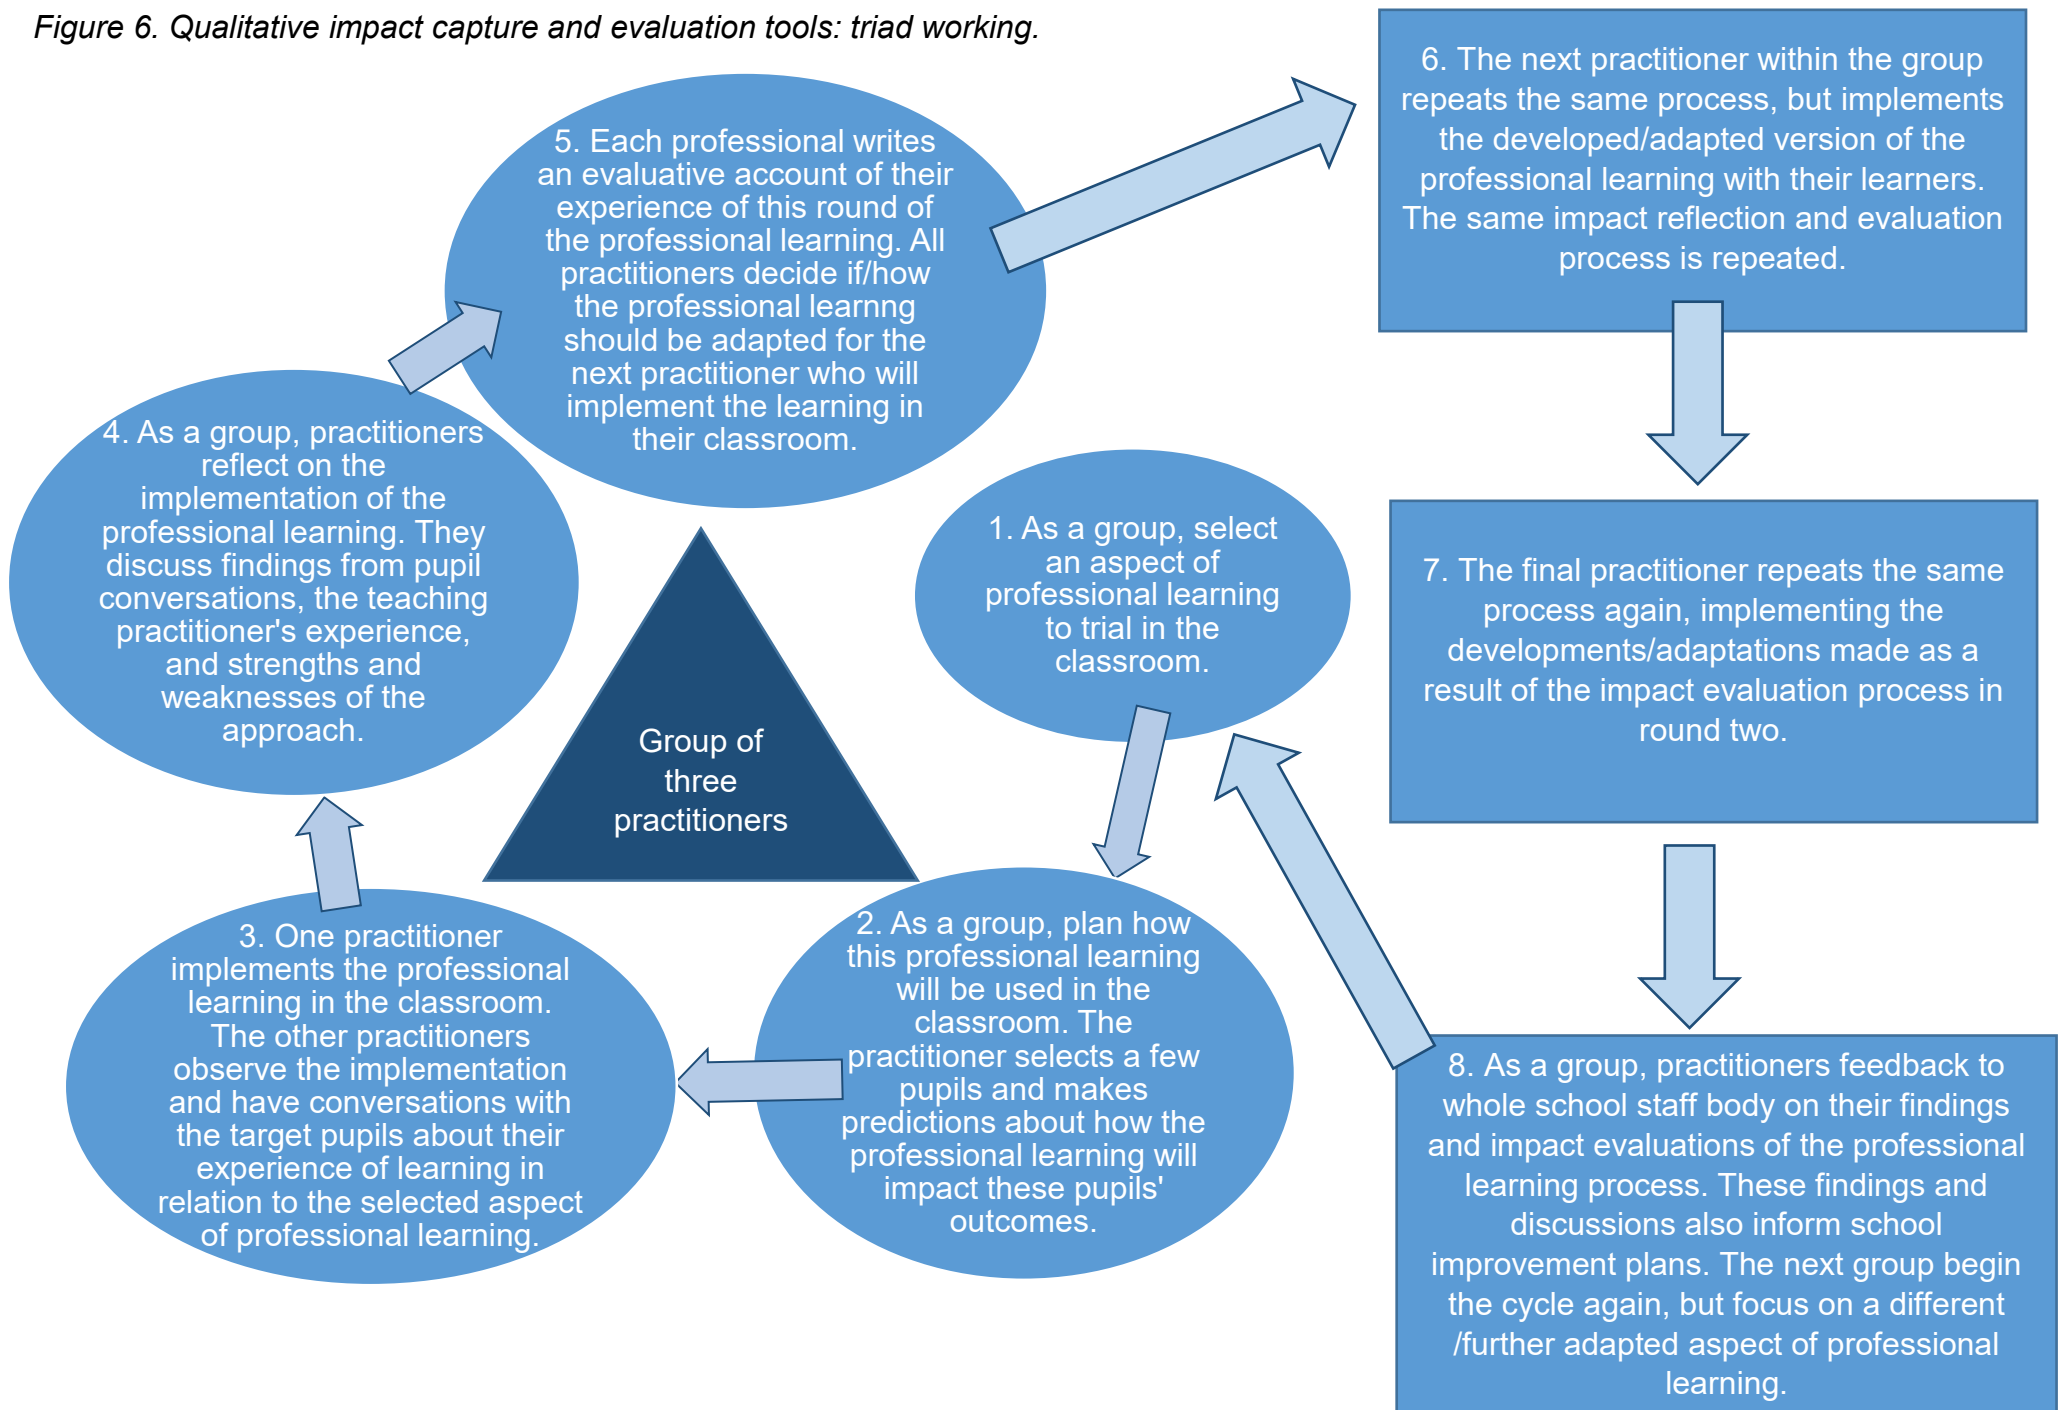 Figure 6. Qualitative impact capture and evaluation tools: triad working.
1. As a group, select
an aspect of
professional learning
to trial in the
classroom.
2. As a group, plan how
this professional learning
will be used in the
classroom. The
practitioner selects a few
pupils and makes
predictions about how the
professional learning will
impact these pupils'
outcomes.
3. One practitioner
implements the professional
learning in the classroom.
The other practitioners
observe the implementation
and have conversations with
the target pupils about their
experience of learning in
relation to the selected aspect
of professional learning.
4. As a group, practitioners
reflect on the
implementation of the
professional learning. They
discuss findings from pupil
conversations, the teaching
practitioner's experience,
and strengths and
weaknesses of the
approach.
5. Each professional writes
an evaluative account of their
experience of this round of
the professional learning. All
practitioners decide if/how
the professional learnng
should be adapted for the
next practitioner who will
implement the learning in
their classroom.
Group of
three
practitioners
6. The next practitioner within the group
repeats the same process, but implements
the developed/adapted version of the
professional learning with their learners.
The same impact reflection and evaluation
process is repeated.
7. The final practitioner repeats the same
process again, implementing the
developments/adaptations made as a
result of the impact evaluation process in
round two.
8. As a group, practitioners feedback to
whole school staff body on their findings
and impact evaluations of the professional
learning process. These findings and
discussions also inform school
improvement plans. The next group begin
the cycle again, but focus on a different
/further adapted aspect of professional
learning.